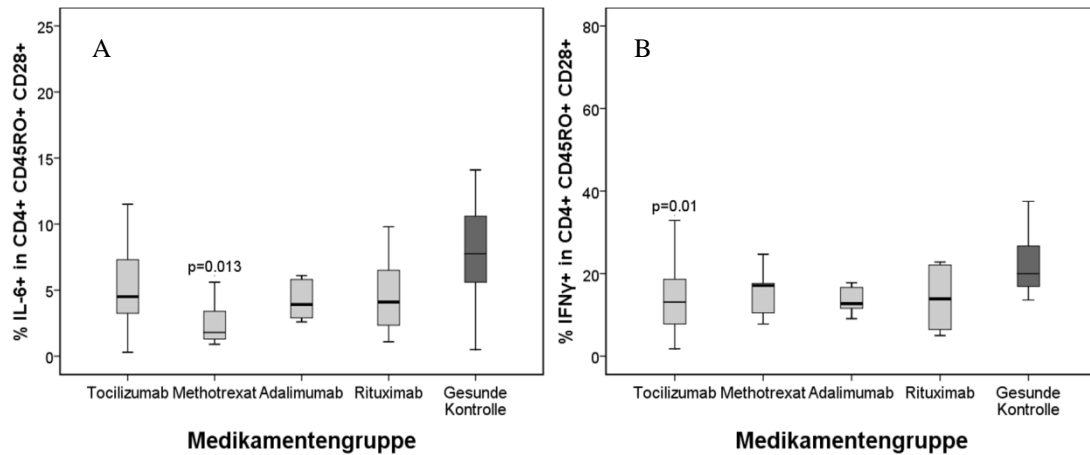 A
% IL-6+ in CD4+ CD45RO+ CD28+
25
20
15
10
5
0
p=0.013
Tocilizumab Methotrexat Adalimumab Rituximab Gesunde
Kontrolle
Medikamentengruppe
B
% IFNγ+ in CD4+ CD45RO+ CD28+
80
60
40
20
0
p=0.01
Tocilizumab Methotrexat Adalimumab Rituximab Gesunde
Kontrolle
Medikamentengruppe